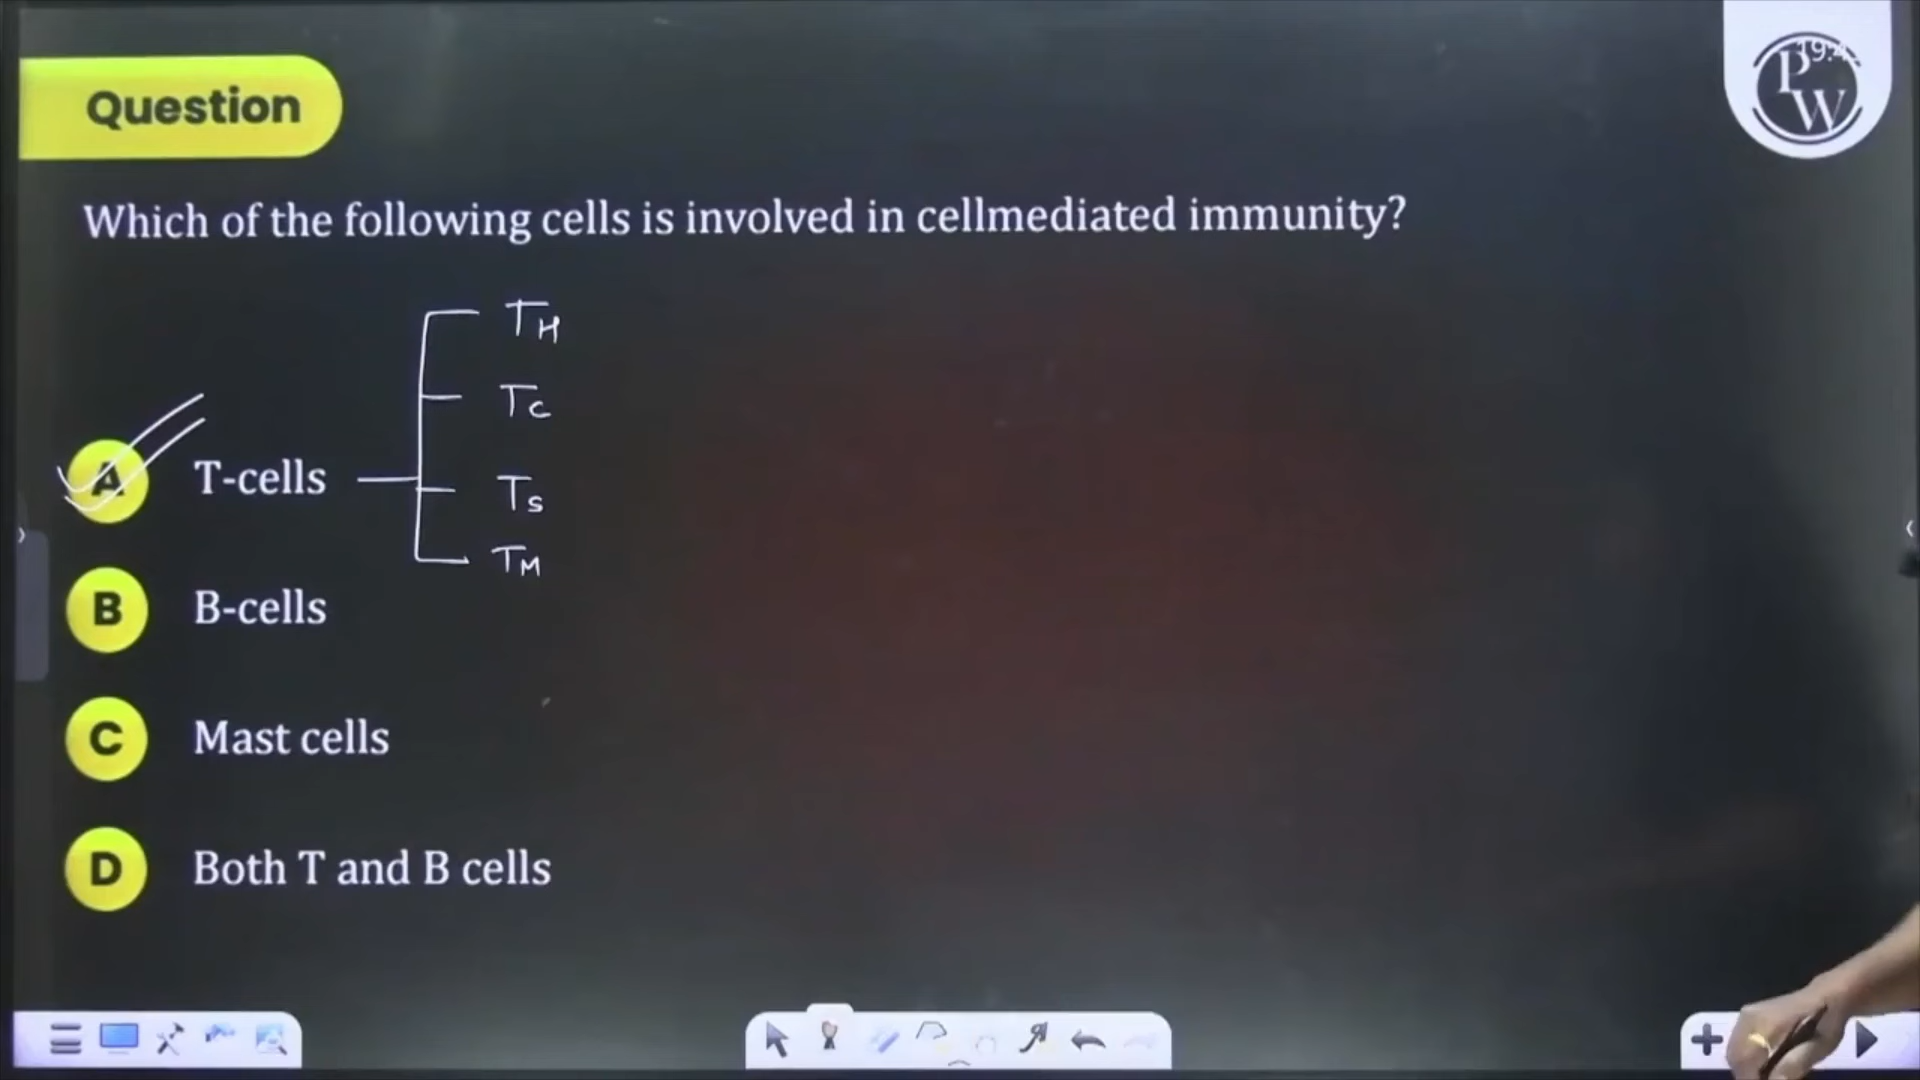 Question
PW
Which of the following cells is involved in cellmediated immunity?
TH
TC
A T-cells
TS
TM
B B-cells
C Mast cells
D Both T and B cells